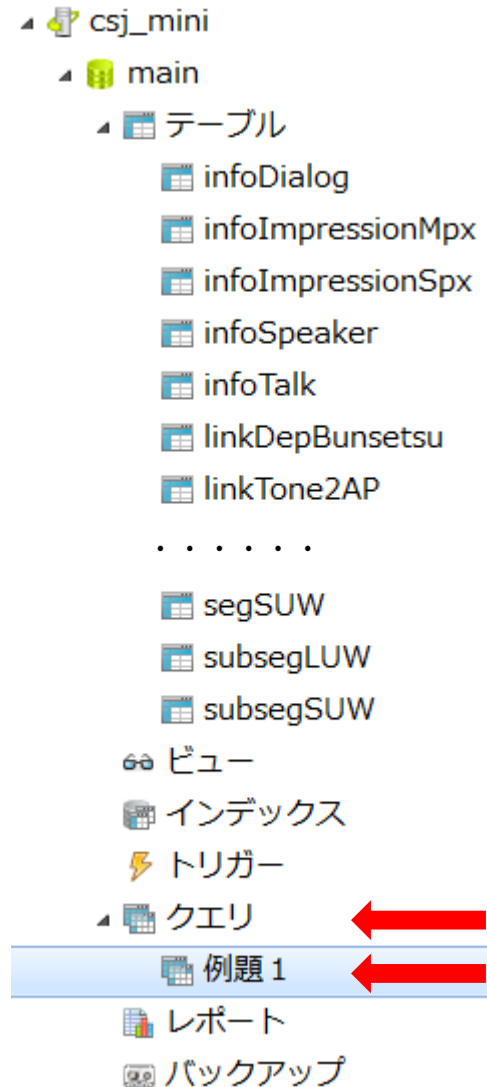 csj_mini
main
テーブル
infoDialog
infoImpressionMpx
infoImpressionSpx
infoSpeaker
infoTalk
linkDepBunsetsu
linkTone2AP
. . . . . .
segSUW
subsegLUW
subsegSUW
ビュー
インデックス
トリガー
クエリ
例題１
レポート
バックアップ